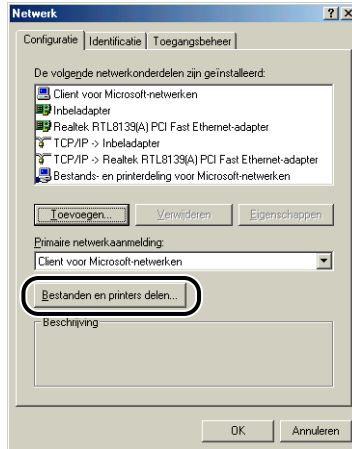 Netwerk
Configuratie Identificatie Toegangsbeheer
De volgende netwerkonderdelen zijn geïnstalleerd:
Client voor Microsoft-netwerken
Inbeladapter
Realtek RTL8139(A) PCI Fast Ethernet-adapter
TCP/IP -> Inbeladapter
TCP/IP -> Realtek RTL8139(A) PCI Fast Ethernet-adapter
Bestands- en printerdeling voor Microsoft-netwerken
Toevoegen... Verwijderen Eigenschappen
Primaire netwerkaanmelding:
Client voor Microsoft-netwerken
Bestanden en printers delen...
Beschrijving
OK Annuleren